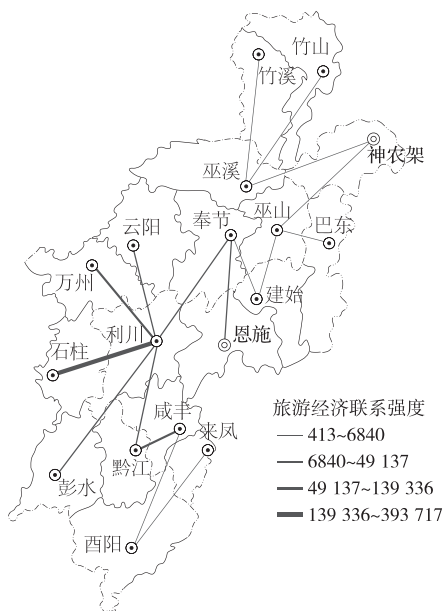 竹山
竹溪
神农架
巫溪
云阳
奉节
巫山
巴东
万州
建始
利川
恩施
石柱
咸丰
来凤
黔江
彭水
酉阳
旅游经济联系强度
413~6840
6840~49 137
49 137~139 336
139 336~393 717